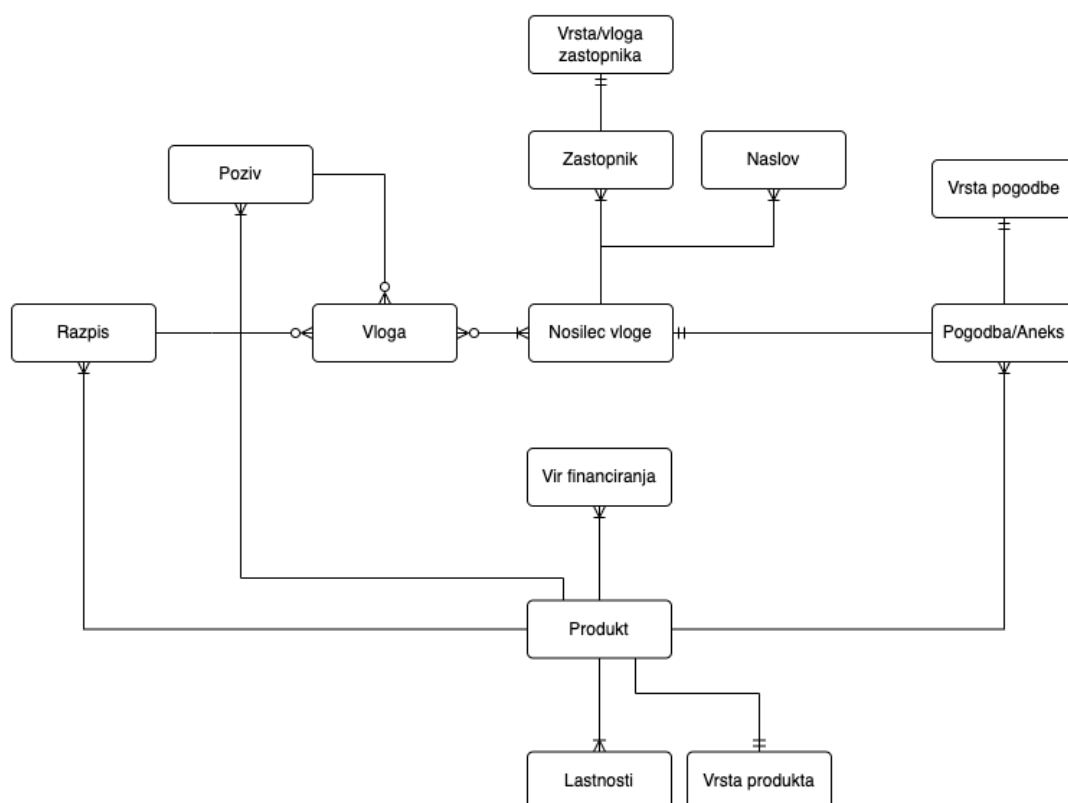 Vrsta/vloga
zastopnika
Zastopnik
Naslov
Poziv
Vrsta pogodbe
Razpis
Vloga
Nosilec vloge
Pogodba/Aneks
Vir financiranja
Produkt
Lastnosti
Vrsta produkta